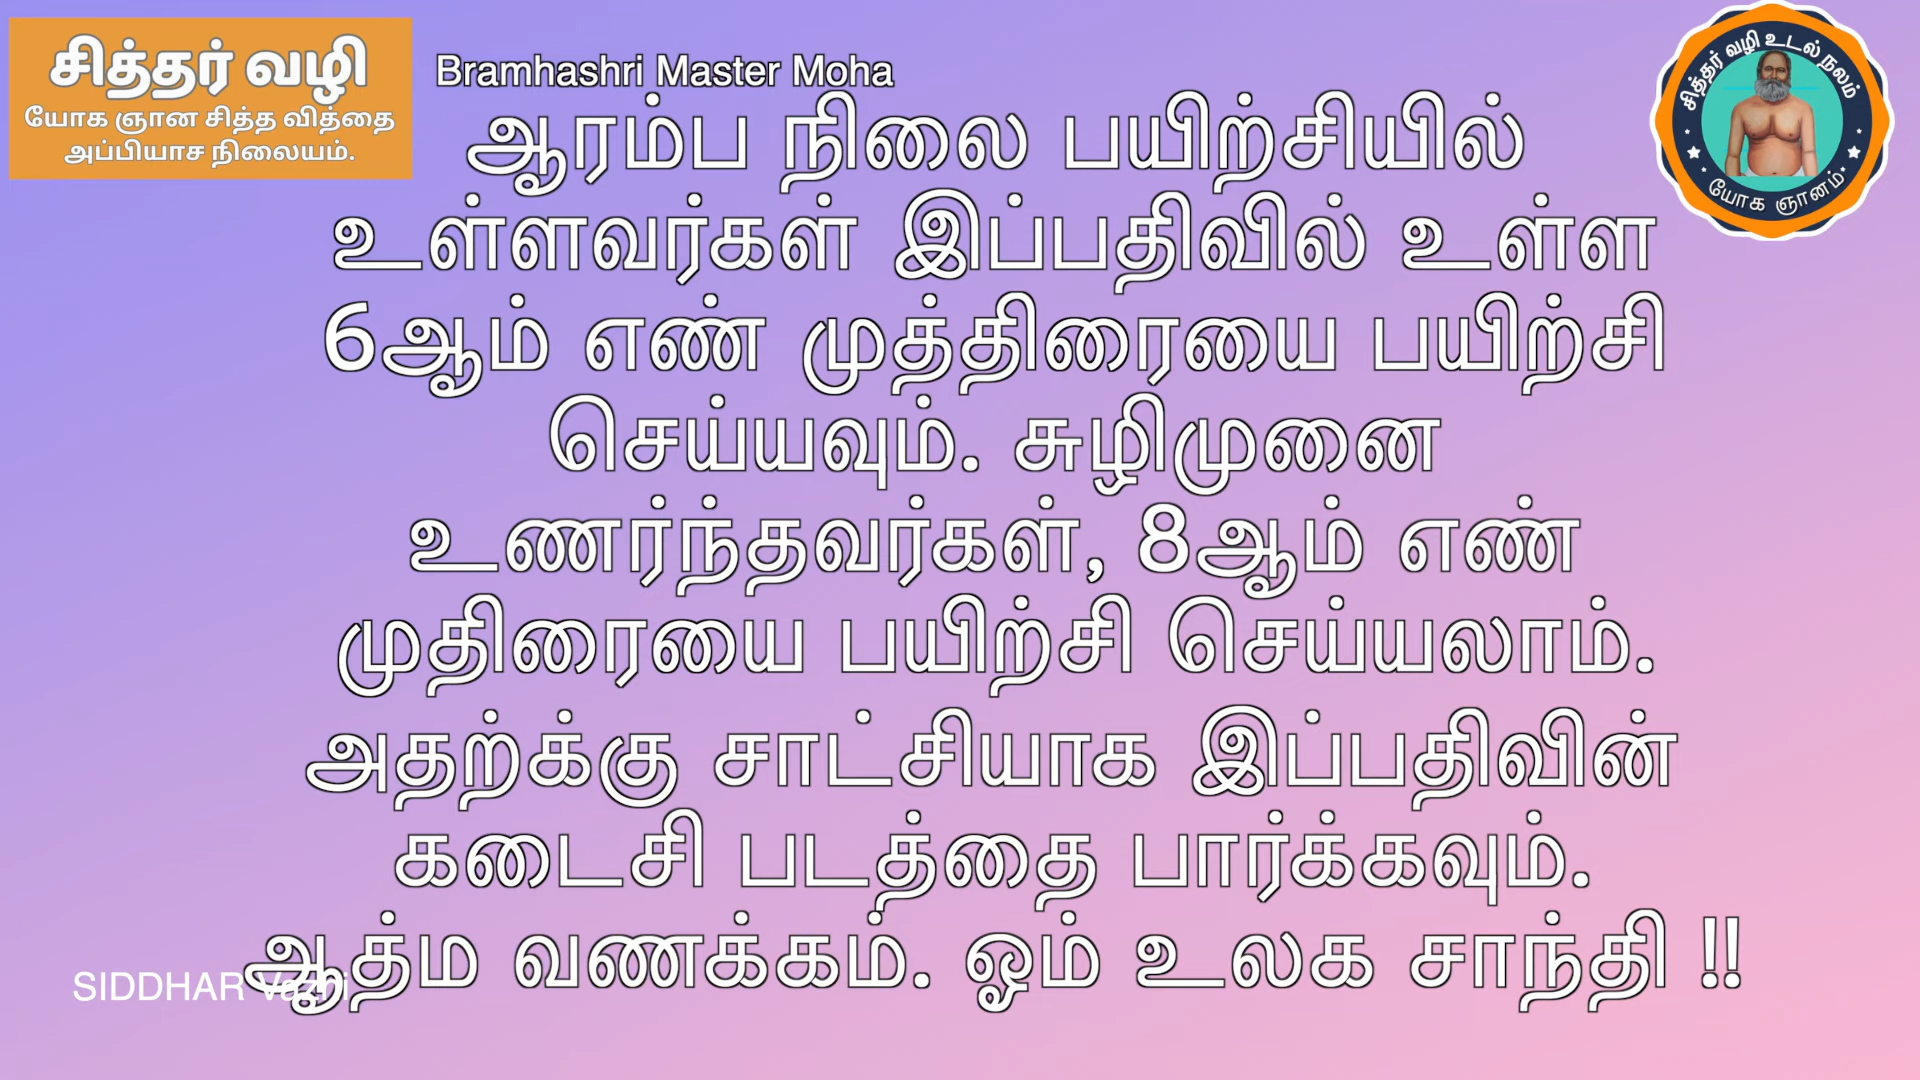 சித்தர் வழி
யோக ஞான சித்த வித்தை
அப்பியாச நிலையம்.
Bramhashri Master Moha
சித்தர் வழி உடல் நலம்
யோக ஞானம்
ஆரம்ப நிலை பயிற்சியில்
உள்ளவர்கள் இப்பதிவில் உள்ள
6ஆம் எண் முத்திரையை பயிற்சி
செய்யவும். சுழிமுனை
உணர்ந்தவர்கள், 8ஆம் எண்
முதிரையை பயிற்சி செய்யலாம்.
அதற்க்கு சாட்சியாக இப்பதிவின்
கடைசி படத்தை பார்க்கவும்.
ஆத்ம வணக்கம். ஓம் உலக சாந்தி !!
SIDDHAR Vazhi